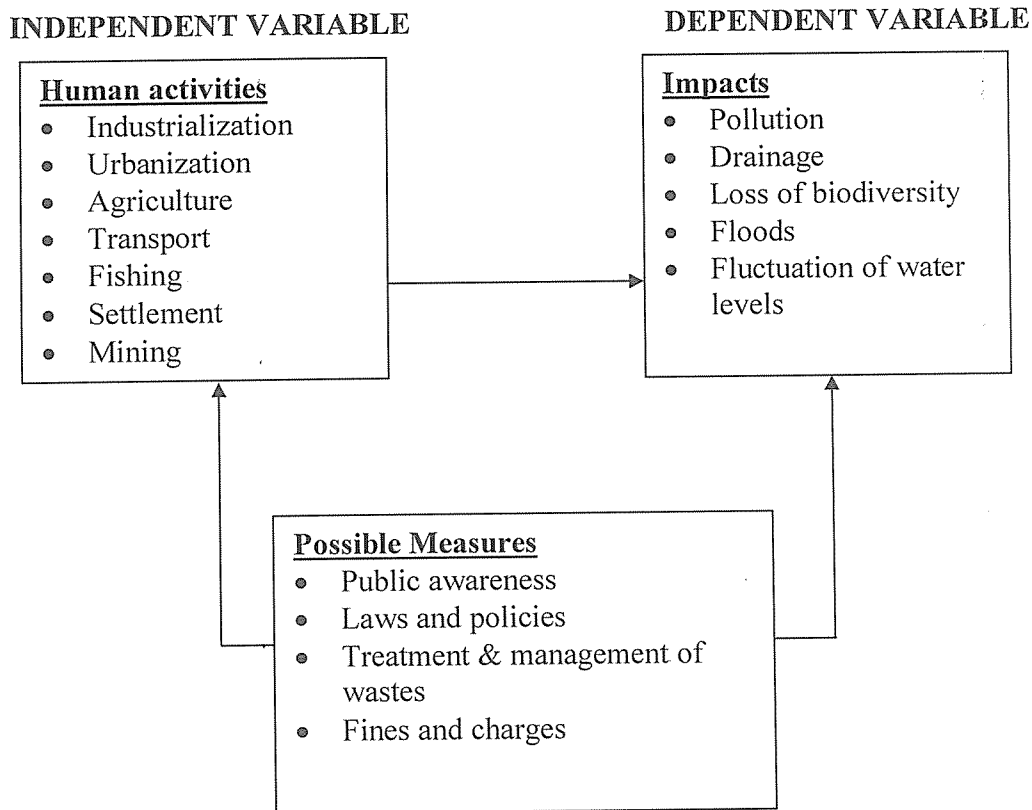 INDEPENDENT VARIABLE
DEPENDENT VARIABLE
Human activities
• Industrialization
• Urbanization
• Agriculture
• Transport
• Fishing
• Settlement
• Mining
Impacts
• Pollution
• Drainage
• Loss of biodiversity
• Floods
• Fluctuation of water
levels
Possible Measures
• Public awareness
• Laws and policies
• Treatment & management of
wastes
• Fines and charges